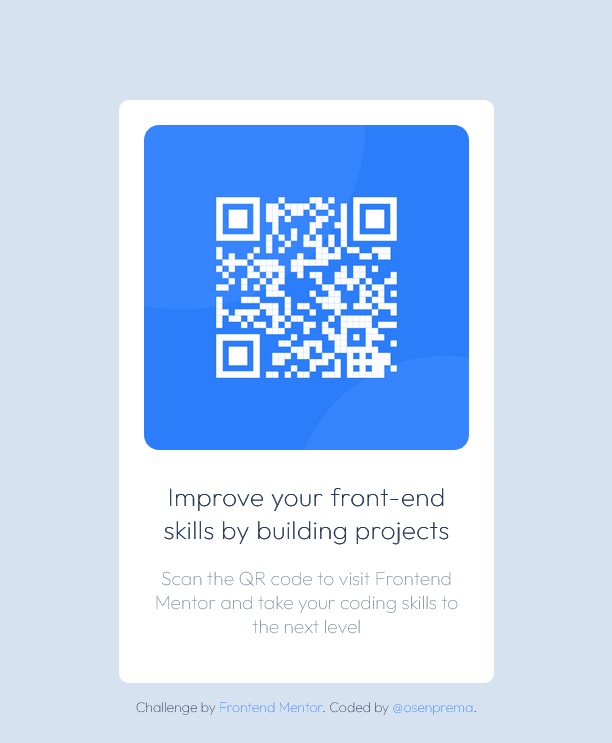 Improve your front-end
skills by building projects
Scan the QR code to visit Frontend
Mentor and take your coding skills to
the next level
Challenge by Frontend Mentor. Coded by @osenprema.